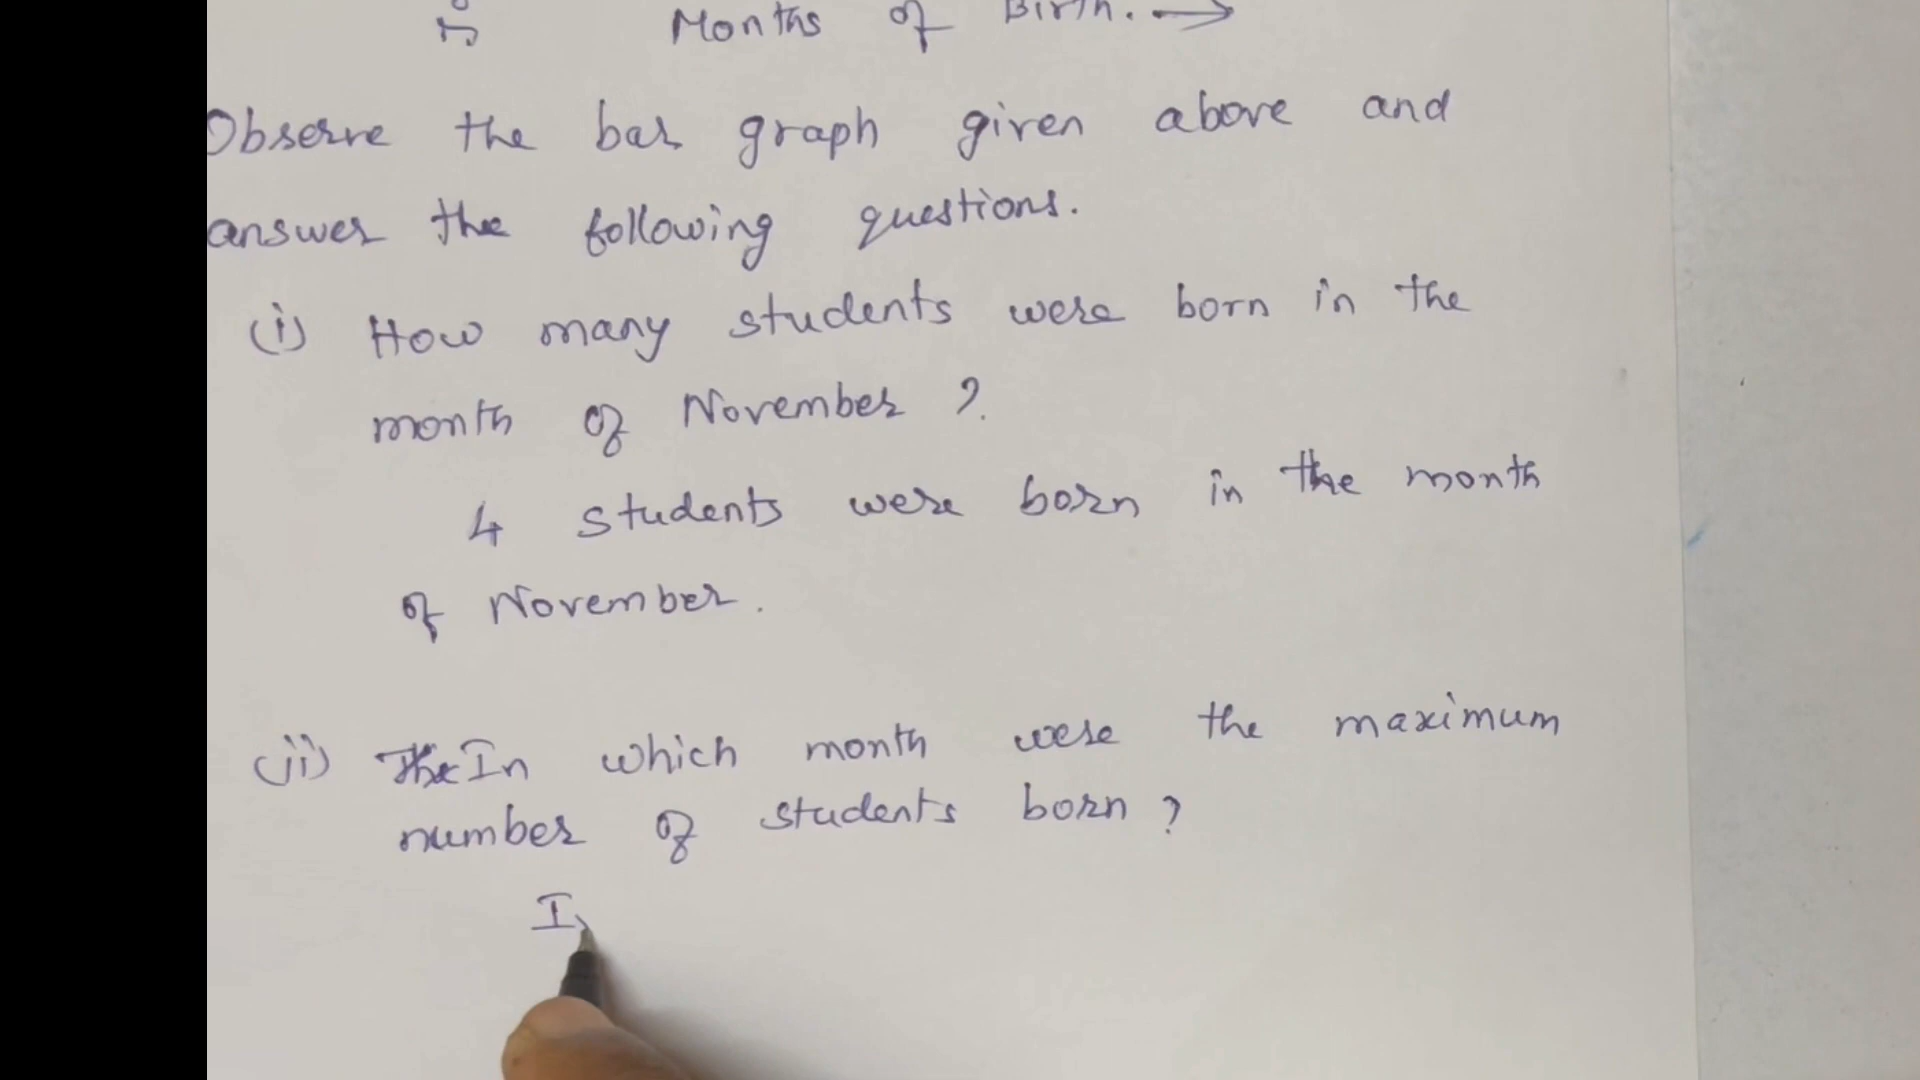 Months of Birth. →
Observe the bar graph given above and
answer the following questions.
(i) How many students were born in the
month of November ?
4 students were born in the month
of November.
(ii) In which month were the maximum
number of students born ?
I